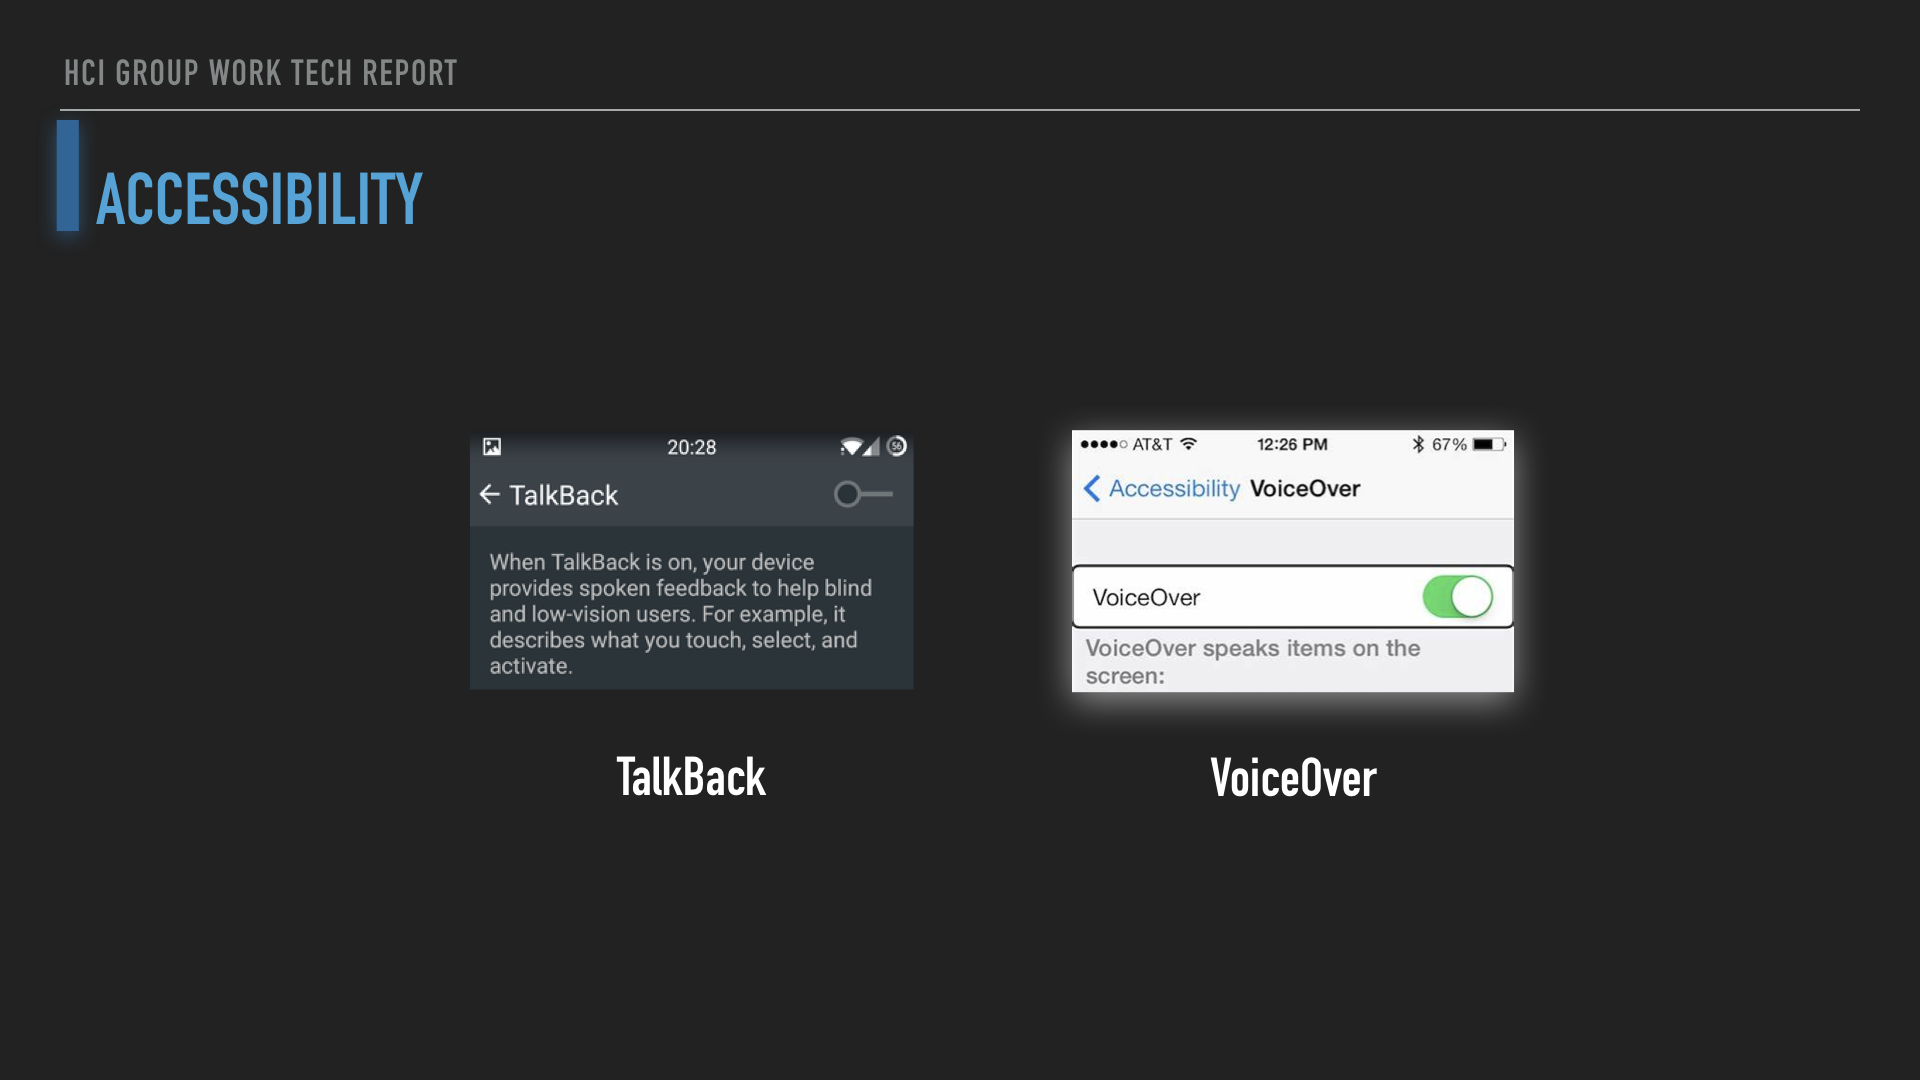 HCI GROUP WORK TECH REPORT
ACCESSIBILITY
20:28
56
TalkBack
When TalkBack is on, your device
provides spoken feedback to help blind
and low-vision users. For example, it
describes what you touch, select, and
activate.
TalkBack
AT&T 12:26 PM 67%
Accessibility VoiceOver
VoiceOver
VoiceOver speaks items on the
screen:
VoiceOver